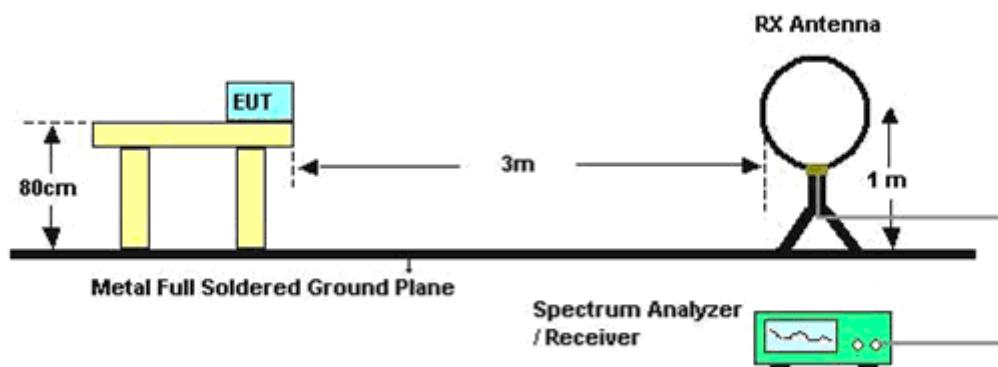 RX Antenna
EUT
3m
80cm
1 m
Metal Full Soldered Ground Plane
Spectrum Analyzer
/ Receiver